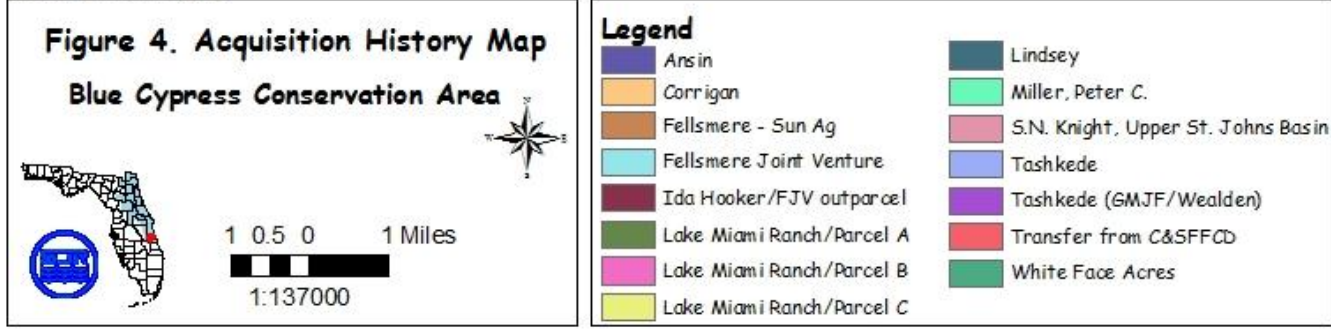 Figure 4. Acquisition History Map
Blue Cypress Conservation Area
N
W E
S
1 0.5 0 1 Miles
1:137000
Legend
Ansin
Corrigan
Fellsmere - Sun Ag
Fellsmere Joint Venture
Ida Hooker/FJV outparcel
Lake Miami Ranch/Parcel A
Lake Miami Ranch/Parcel B
Lake Miami Ranch/Parcel C
Lindsey
Miller, Peter C.
S.N. Knight, Upper St. Johns Basin
Tashkede
Tashkede (GMJF/Wealden)
Transfer from C&SFFCD
White Face Acres